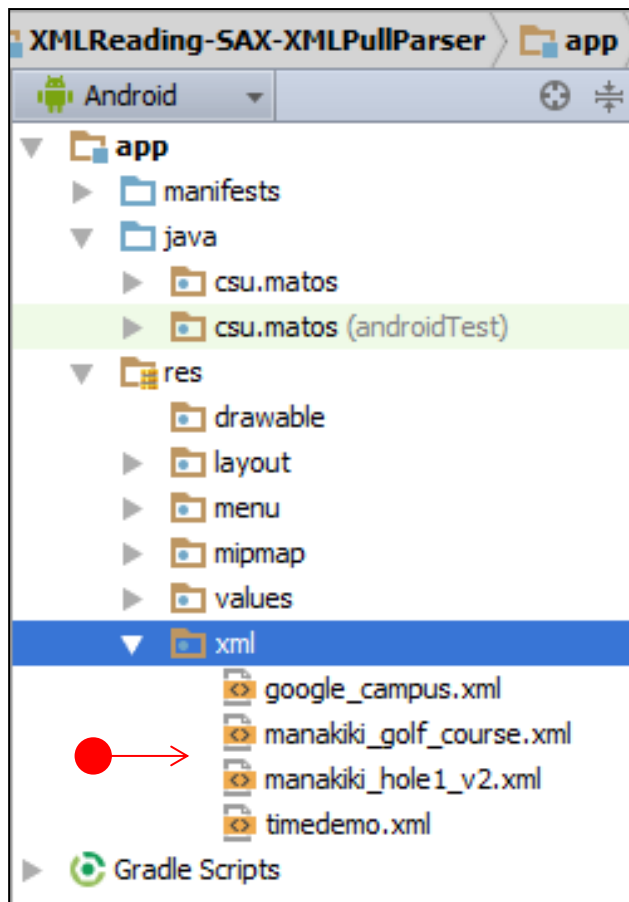 XMLReading-SAX-XMLPullParser app
Android
app
manifests
java
csu.matos
csu.matos (androidTest)
res
drawable
layout
menu
mipmap
values
xml
google_campus.xml
manakiki_golf_course.xml
manakiki_hole1_v2.xml
timedemo.xml
Gradle Scripts